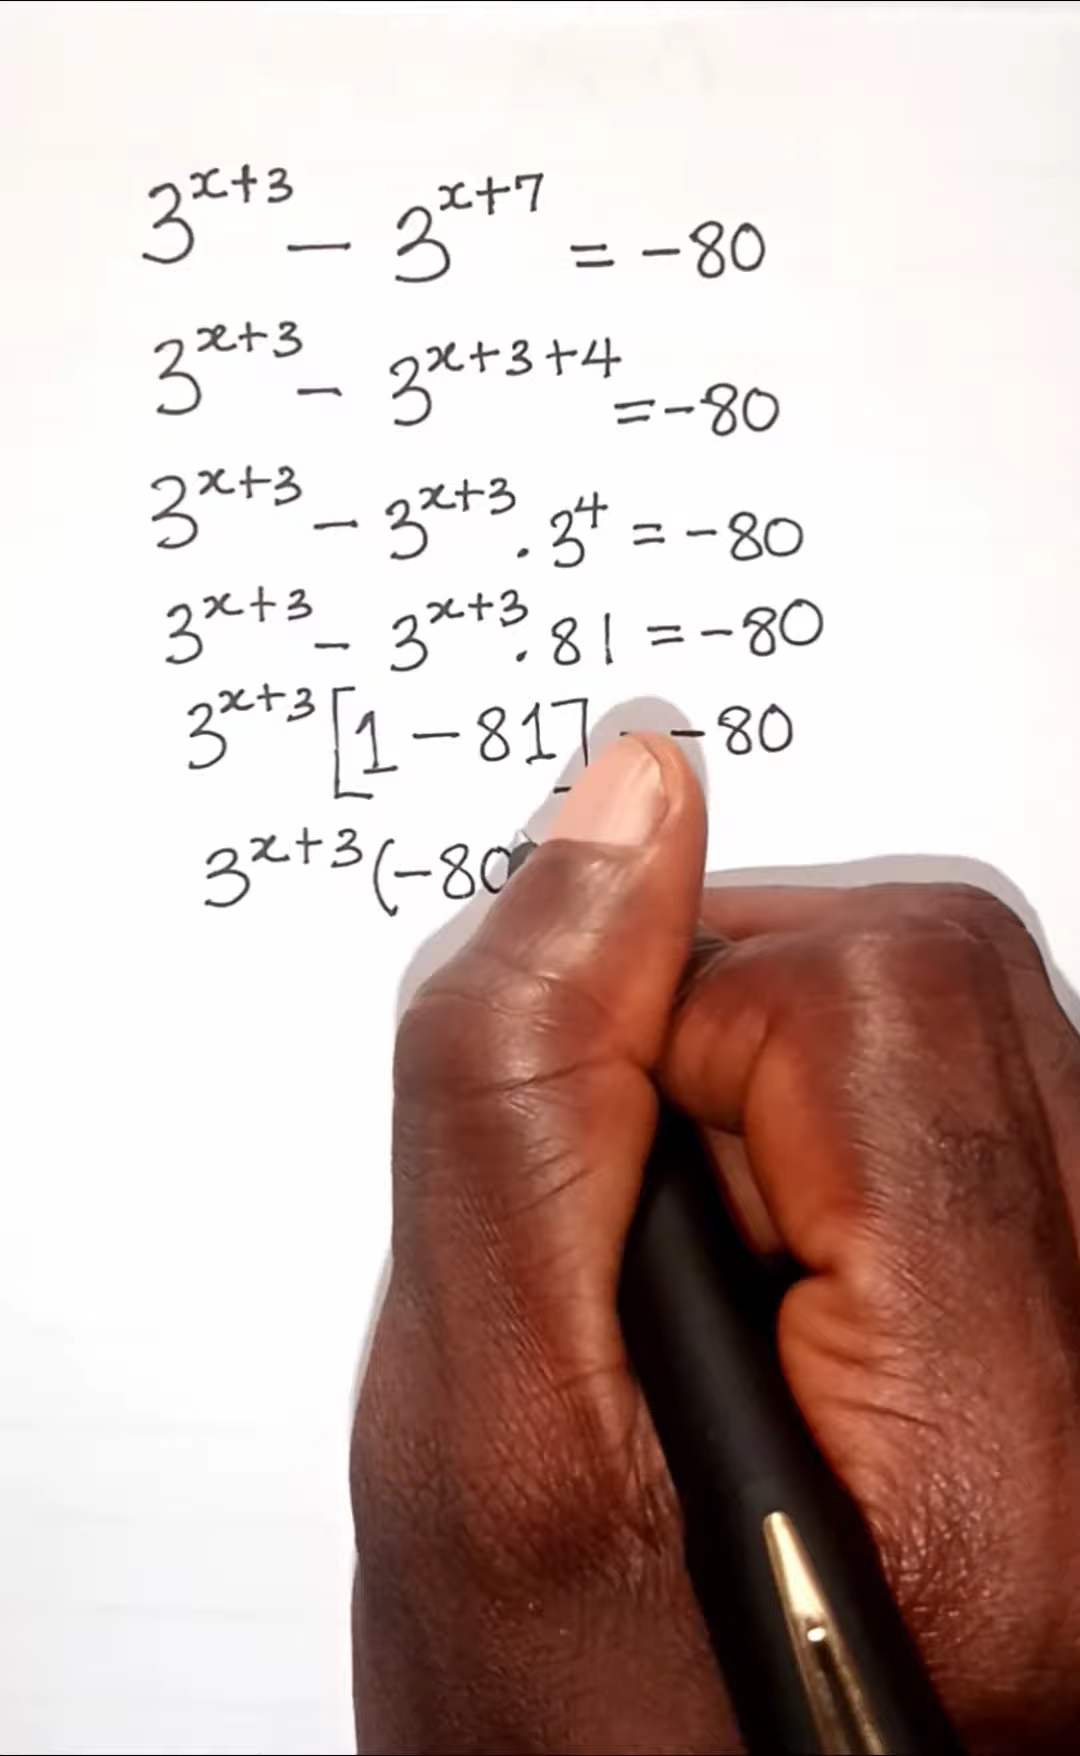 3^{x+3} - 3^{x+7} = -80
3^{x+3} - 3^{x+3+4} = -80
3^{x+3} - 3^{x+3} . 3^4 = -80
3^{x+3} - 3^{x+3} . 81 = -80
3^{x+3} [1 - 81] - 80
3^{x+3} (-80